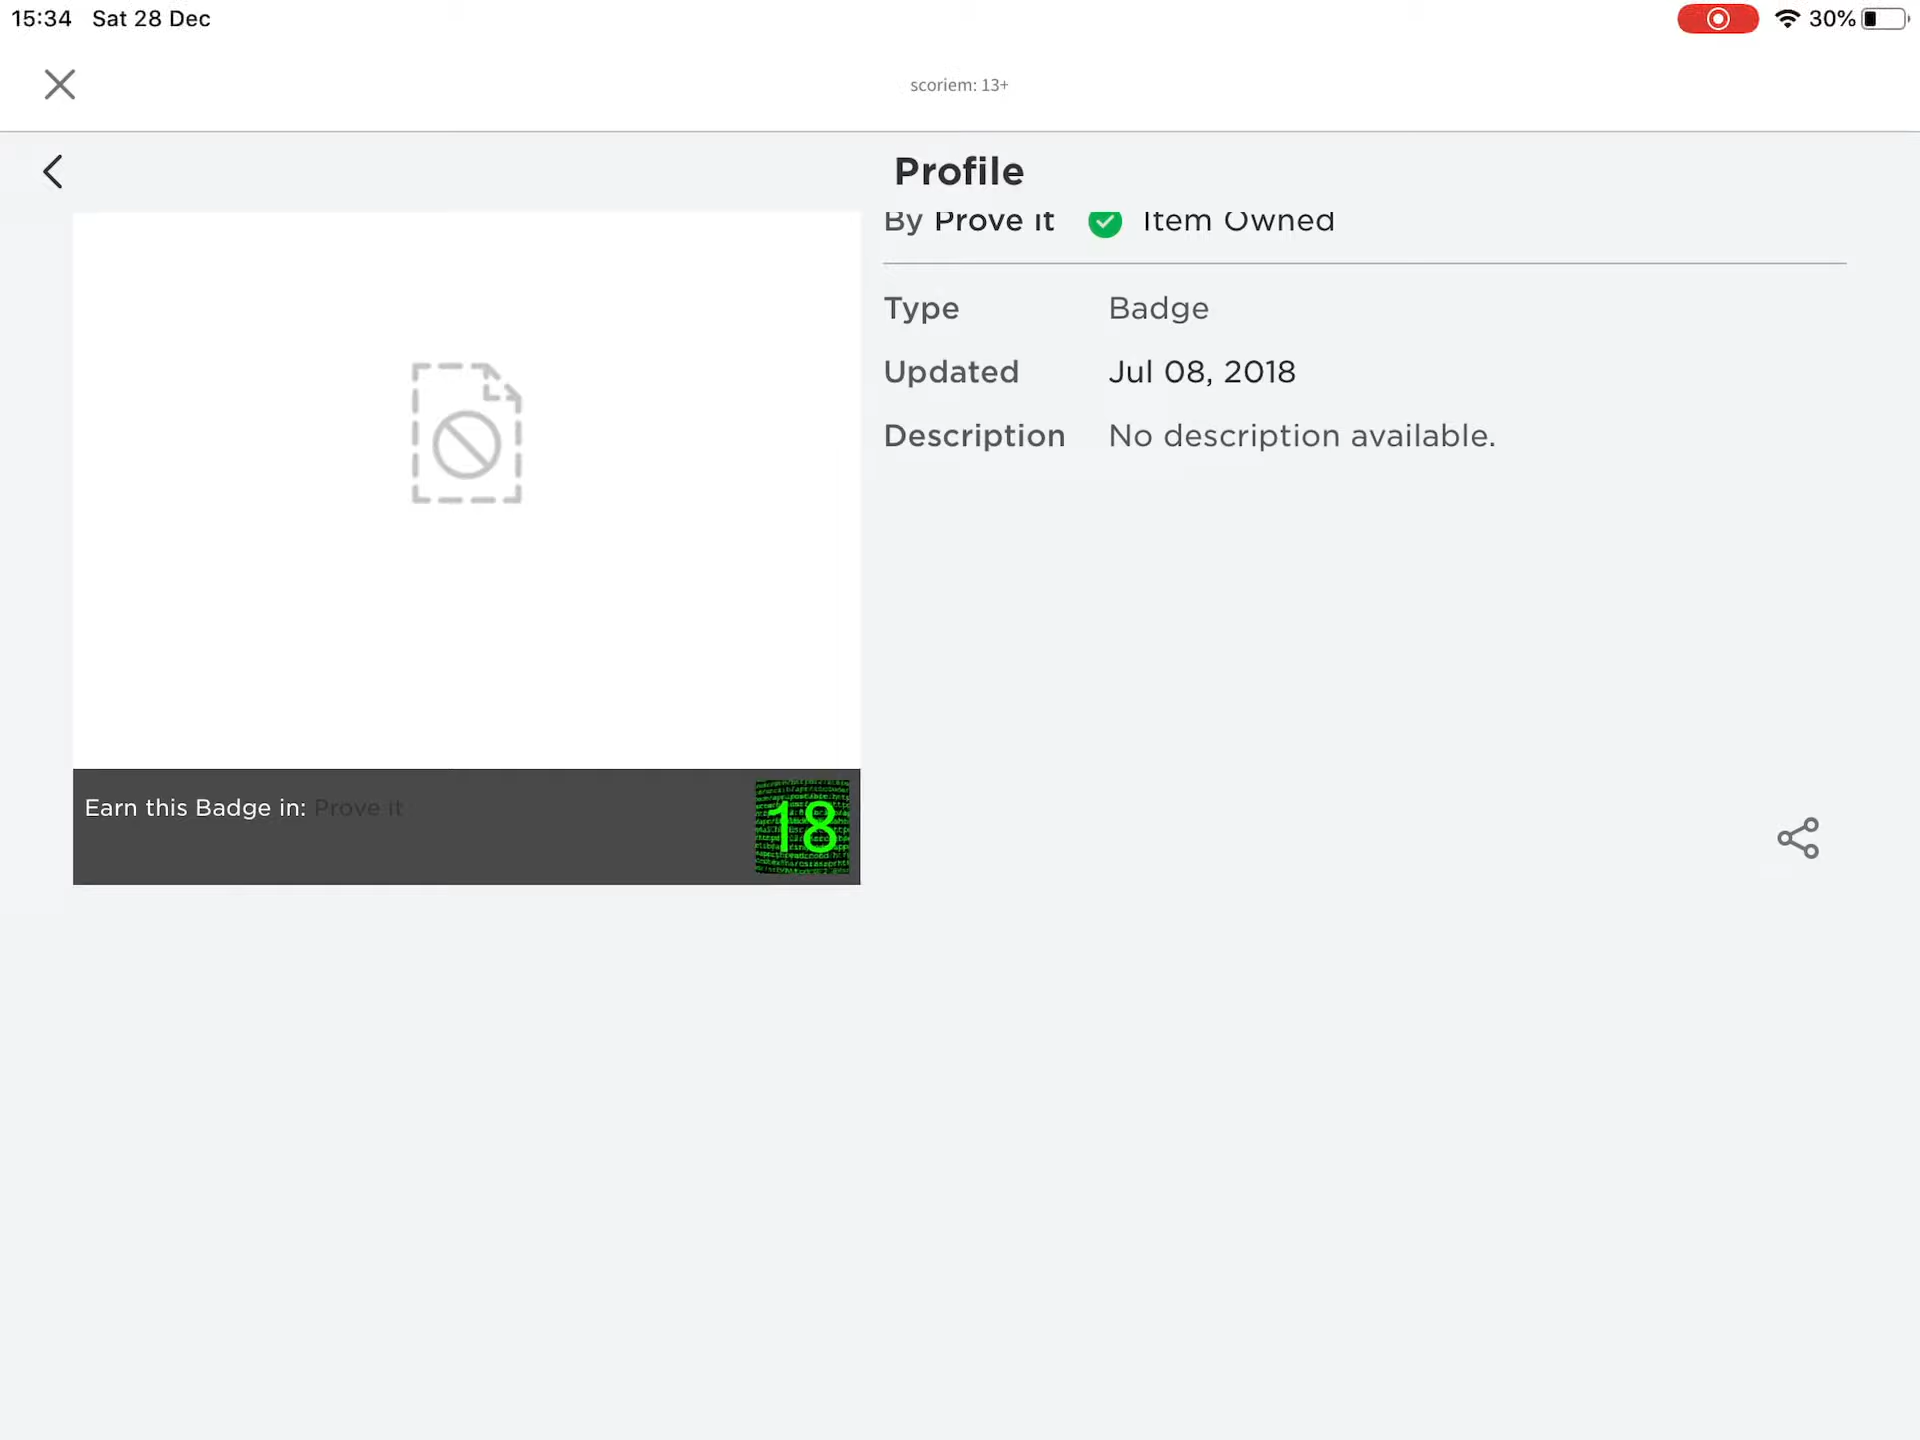 15:34 Sat 28 Dec 30%
scoriem: 13+
Profile
By Prove it Item Owned
Type Badge
Updated Jul 08, 2018
Description No description available.
Earn this Badge in: Prove it
18